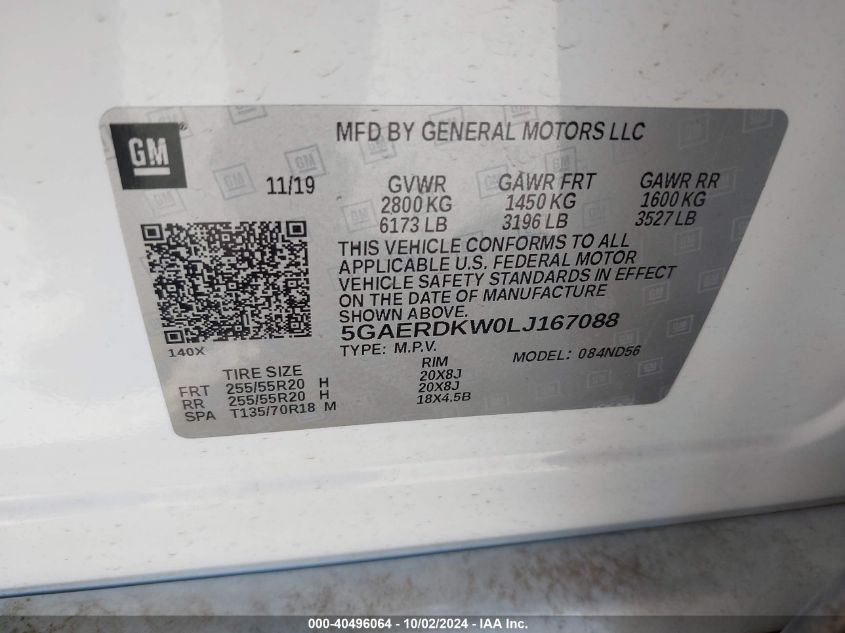 GM
MFD BY GENERAL MOTORS LLC
11/19
GVWR GAWR FRT GAWR RR
2800 KG 1450 KG 1600 KG
6173 LB 3196 LB 3527 LB
THIS VEHICLE CONFORMS TO ALL
APPLICABLE U.S. FEDERAL MOTOR
VEHICLE SAFETY STANDARDS IN EFFECT
ON THE DATE OF MANUFACTURE
SHOWN ABOVE.
5GAERDKW0LJ167088
140X
TYPE: M.P.V. MODEL: 084ND56
TIRE SIZE RIM
FRT 255/55R20 H 20X8J
RR 255/55R20 H 20X8J
SPA T135/70R18 M 18X4.5B
000-40496064 - 10/02/2024 - IAA Inc.